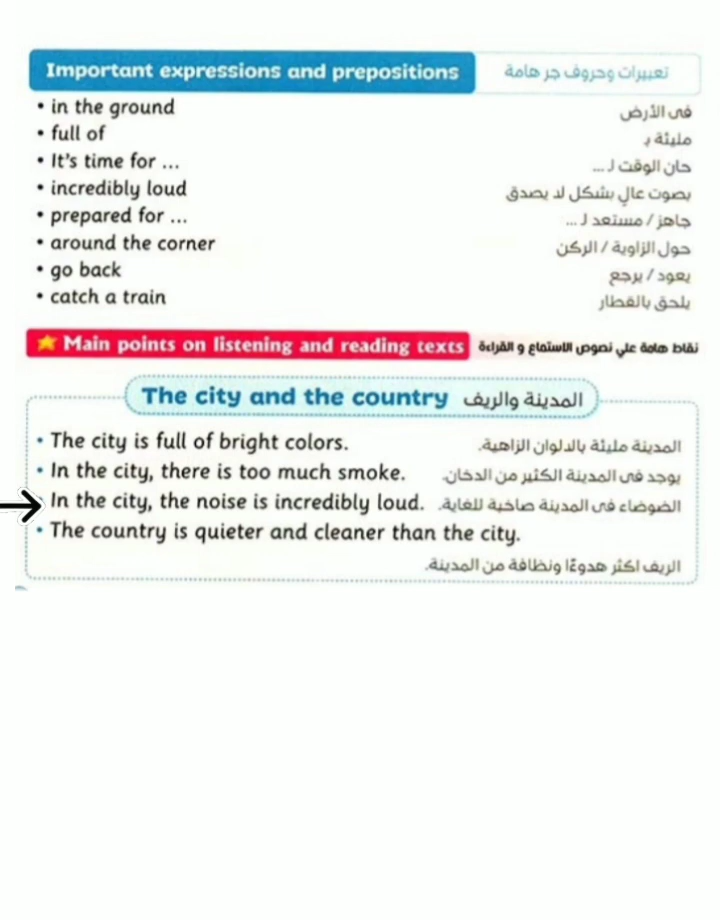 Important expressions and prepositions تعبيرات وحروف جر هامة
• in the ground فى الأرض
• full of مليئة بـ
• It's time for ... حان الوقت لـ ...
• incredibly loud بصوت عالٍ بشكل لا يصدق
• prepared for ... جاهز / مستعد لـ ...
• around the corner حول الزاوية / الركن
• go back يعود / يرجع
• catch a train يلحق بالقطار
Main points on listening and reading texts نقاط هامة علي نصوص الاستماع و القراءة
The city and the country المدينة والريف
• The city is full of bright colors. المدينة مليئة بالألوان الزاهية.
• In the city, there is too much smoke. يوجد فى المدينة الكثير من الدخان.
In the city, the noise is incredibly loud. الضوضاء فى المدينة صاخبة للغاية.
• The country is quieter and cleaner than the city.
الريف اكثر هدوءًا ونظافة من المدينة.